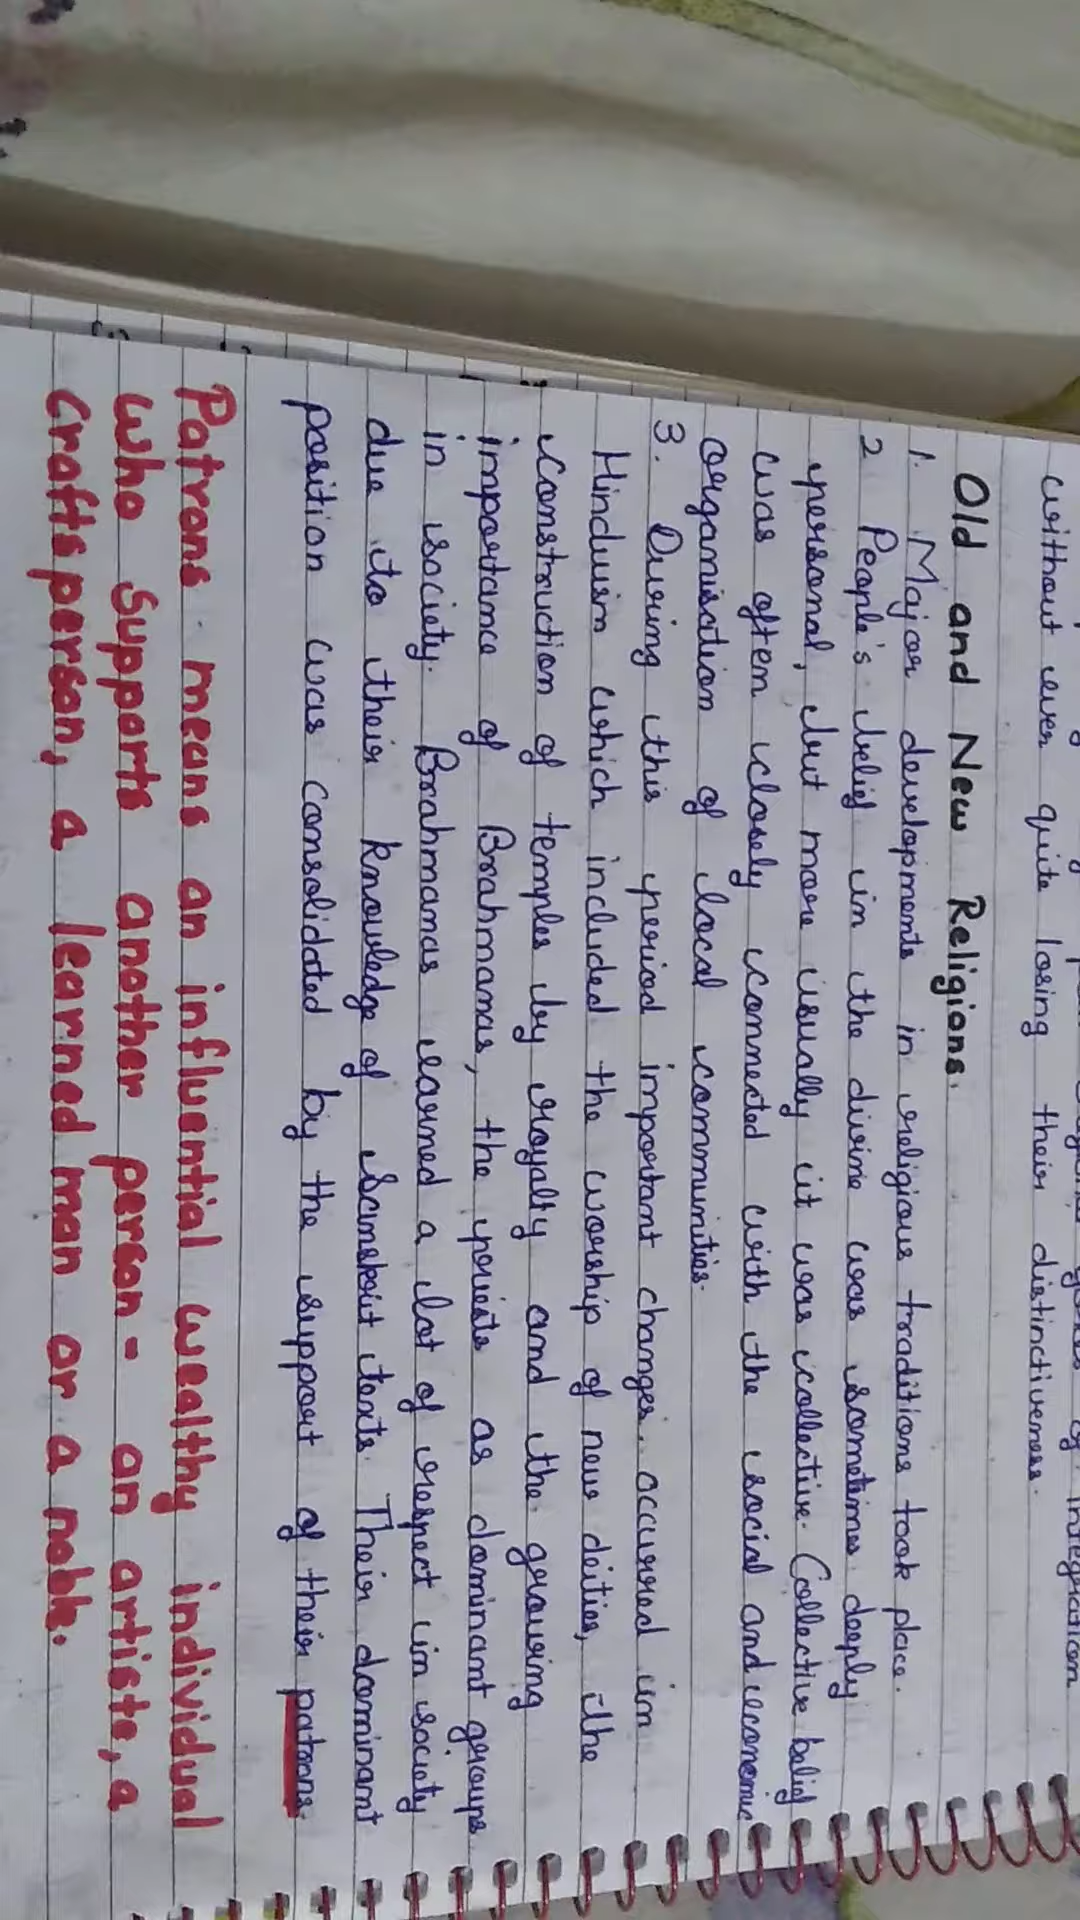 without ever quite losing their distinctiveness.
Old and New Religions.
1. Major developments in religious traditions took place.
2 People's belief in the divine was sometimes deeply
personal, but more usually it was collective. Collective belief
was often closely connected with the social and economic
organisation of local communities.
3. During this period important changes occurred in
Hinduism which included the worship of new deities, the
construction of temples by royalty and the growing
importance of Brahmanas, the priests as dominant groups
in society. Brahmanas earned a lot of respect in society
due to their knowledge of Scinskrit texts. Their dominant
position was consolidated by the support of their patrons.
Patrons means an influential wealthy individual
who Supports another person- an artiste, a
Crafts person, a learned man or a noble.